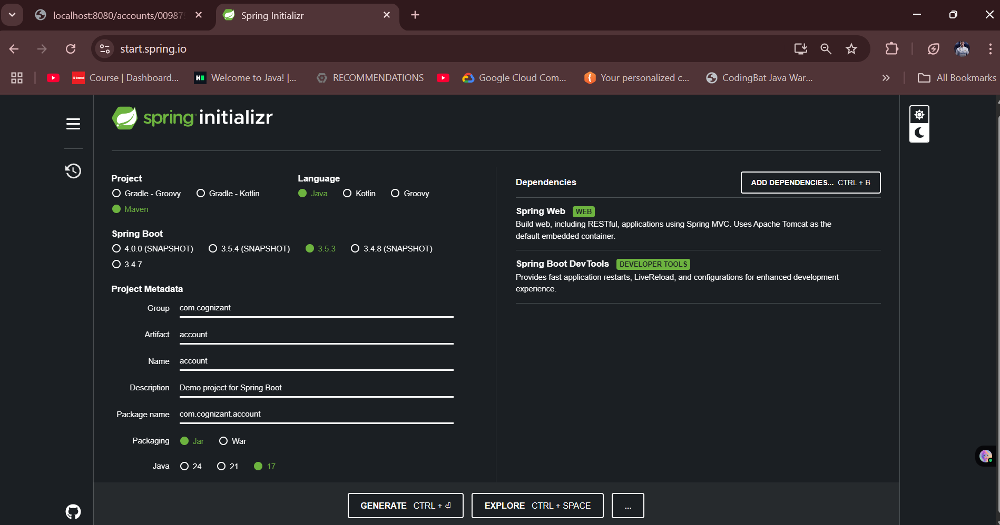 localhost:8080/accounts/00987
Spring Initializr
start.spring.io
Course | Dashboard...
Welcome to Java! |...
RECOMMENDATIONS
Google Cloud Com...
Your personalized c...
CodingBat Java War...
All Bookmarks
spring initializr
Project
Gradle - Groovy
Gradle - Kotlin
Maven
Language
Java
Kotlin
Groovy
Spring Boot
4.0.0 (SNAPSHOT)
3.5.4 (SNAPSHOT)
3.5.3
3.4.8 (SNAPSHOT)
3.4.7
Project Metadata
Group com.cognizant
Artifact account
Name account
Description Demo project for Spring Boot
Package name com.cognizant.account
Packaging Jar War
Java 24 21 17
Dependencies
ADD DEPENDENCIES... CTRL + B
Spring Web WEB
Build web, including RESTful, applications using Spring MVC. Uses Apache Tomcat as the
default embedded container.
Spring Boot DevTools DEVELOPER TOOLS
Provides fast application restarts, LiveReload, and configurations for enhanced development
experience.
GENERATE CTRL + ⏎
EXPLORE CTRL + SPACE
...